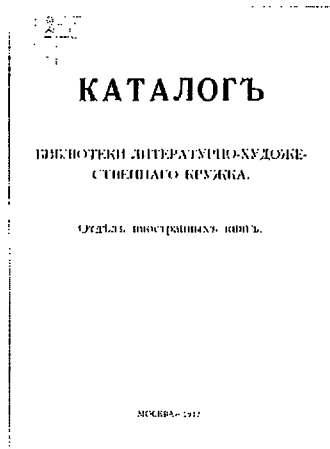 КАТАЛОГЪ
БИБЛІОТЕКИ ЛИТЕРАТУРНО-ХУДОЖЕ-
СТВЕННАГО КРУЖКА.
Отдѣлъ иностранныхъ книгъ.
МОСКВА